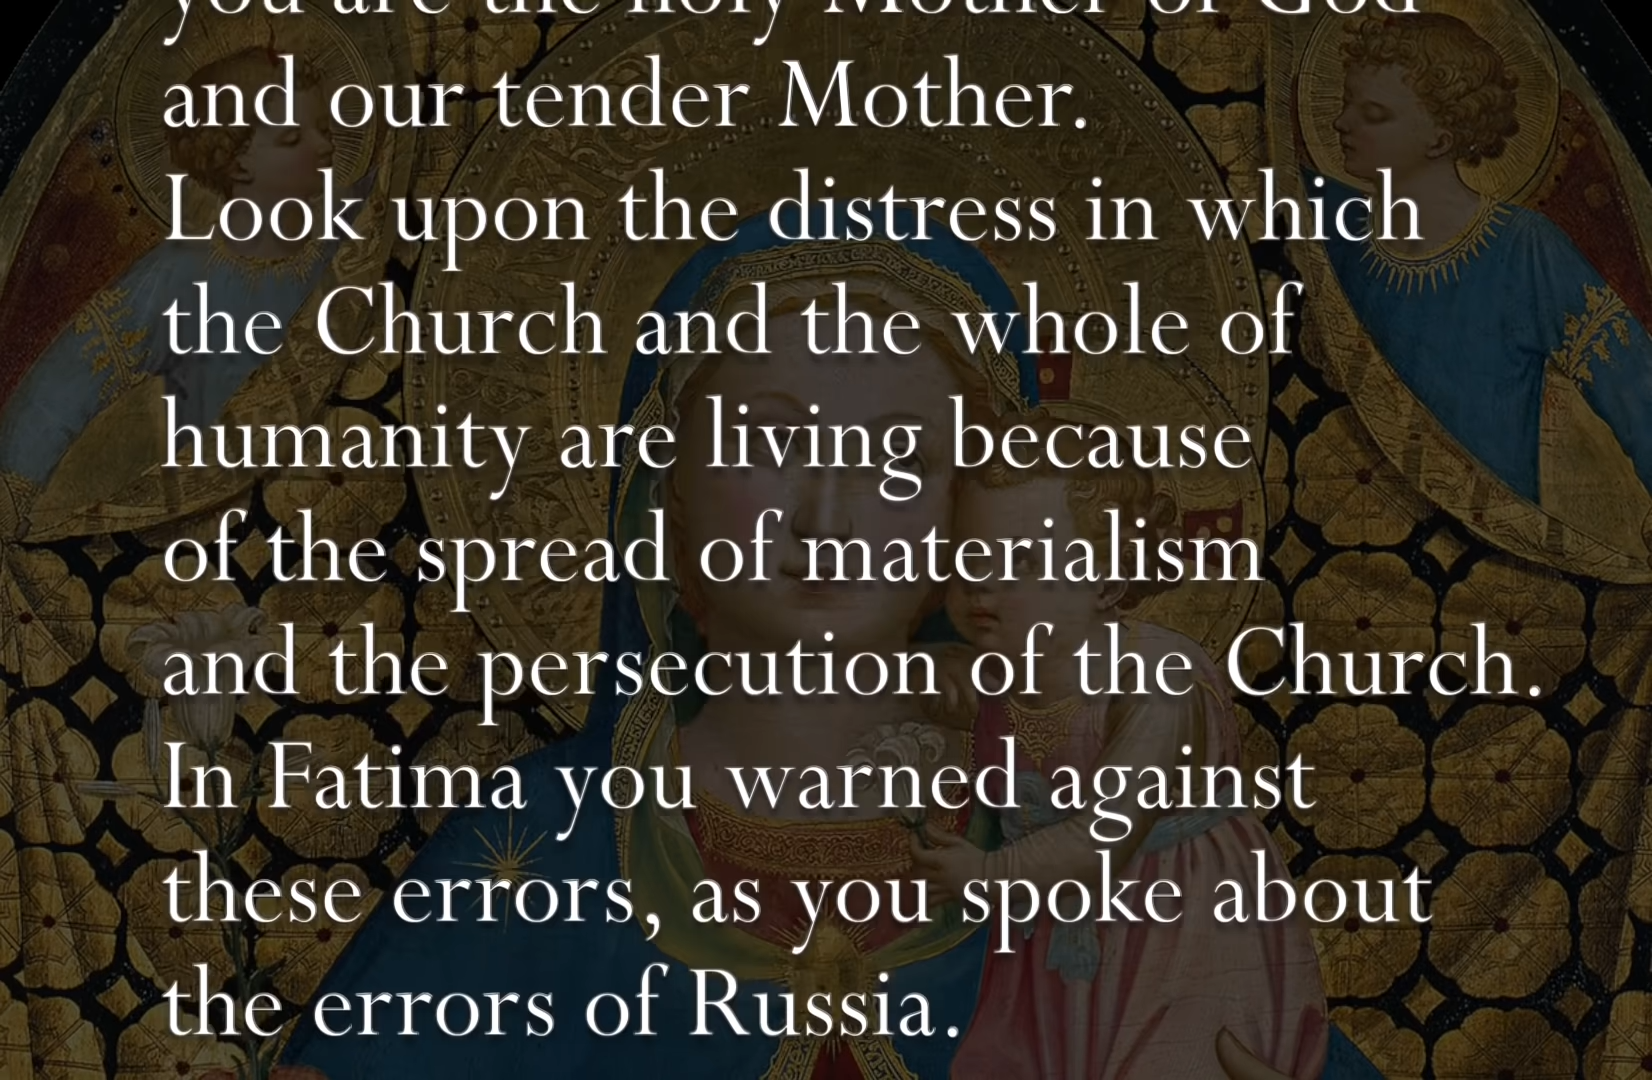 you are the holy Mother of God
and our tender Mother.
Look upon the distress in which
the Church and the whole of
humanity are living because
of the spread of materialism
and the persecution of the Church.
In Fatima you warned against
these errors, as you spoke about
the errors of Russia.